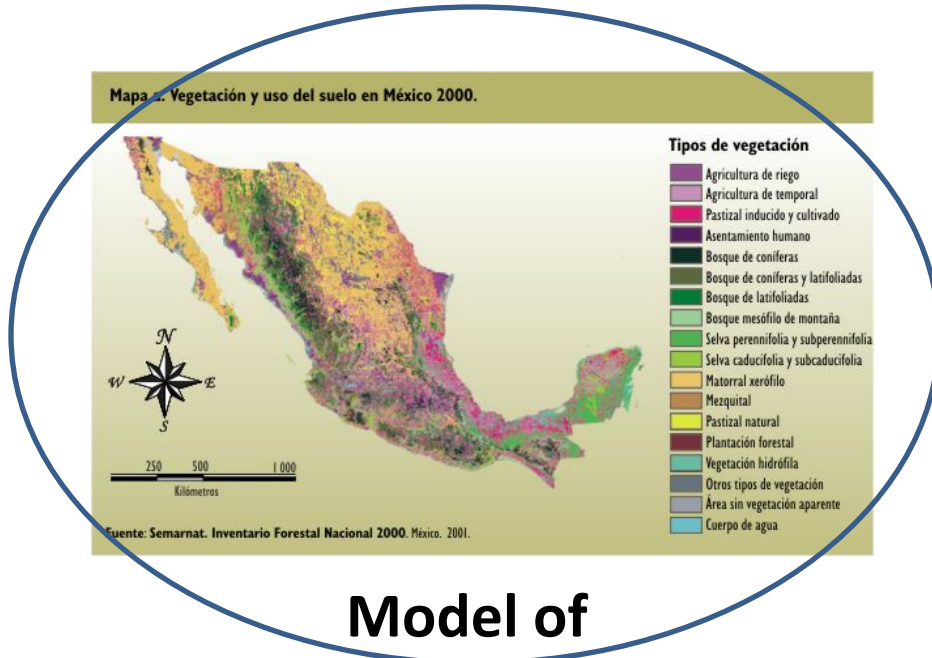 Mapa a. Vegetación y uso del suelo en México 2000.
Tipos de vegetación
Agricultura de riego
Agricultura de temporal
Pastizal inducido y cultivado
Asentamiento humano
Bosque de coníferas
Bosque de coníferas y latifoliadas
Bosque de latifoliadas
Bosque mesófilo de montaña
Selva perennifolia y subperennifolia
Selva caducifolia y subcaducifolia
Matorral xerófilo
Mezquital
Pastizal natural
Plantación forestal
Vegetación hidrófila
Otros tipos de vegetación
Área sin vegetación aparente
Cuerpo de agua
N
W E
S
250 500 1 000
Kilómetros
Fuente: Semarnat. Inventario Forestal Nacional 2000. México. 2001.
Model of